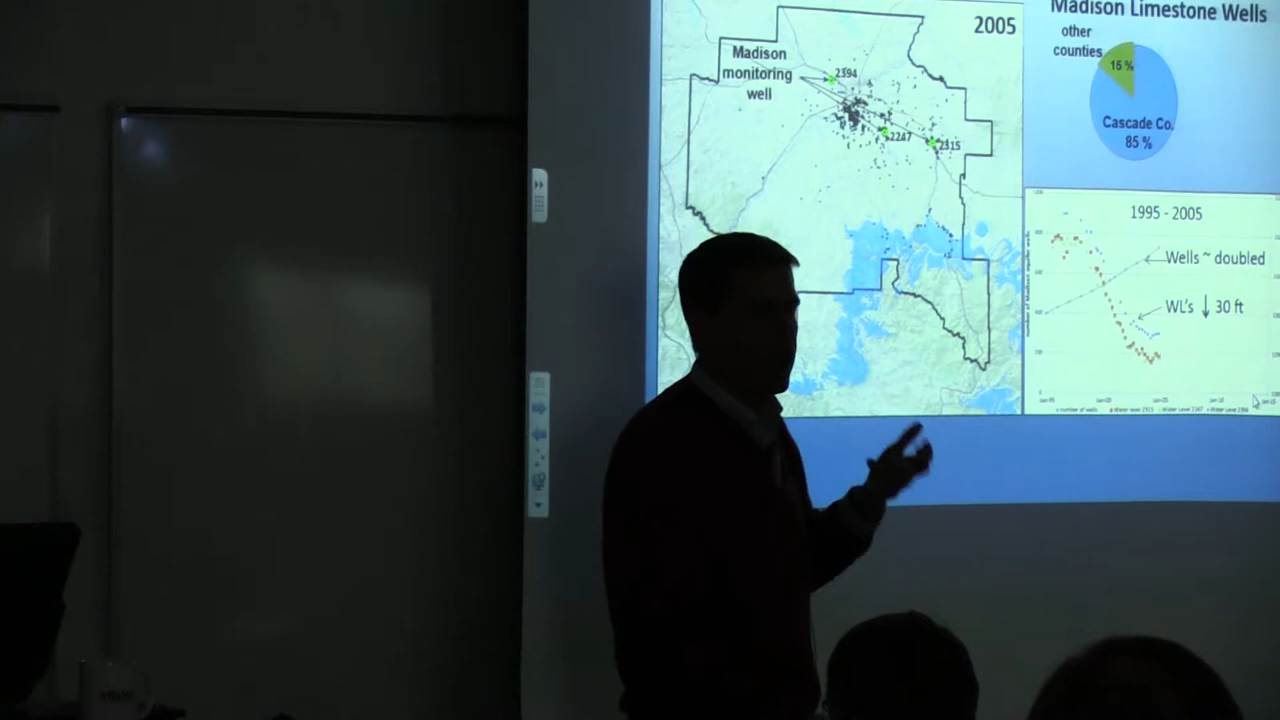 Madison Limestone Wells
2005
other
counties
15 %
Cascade Co.
85 %
Madison
monitoring
well
2394
2247
2315
1995 - 2005
Wells ~ doubled
WL's ↓ 30 ft